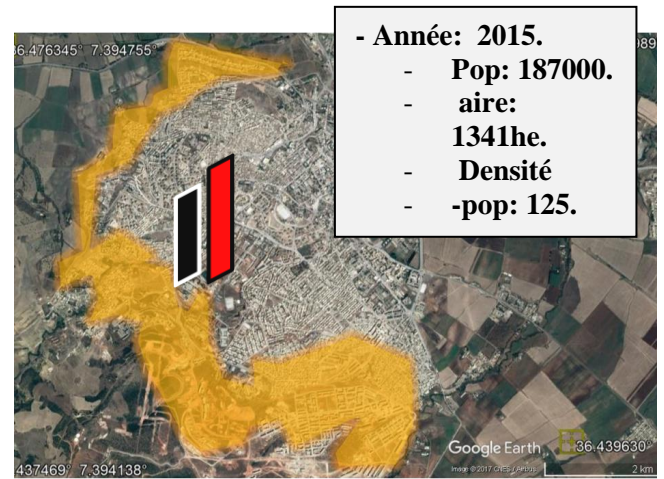 - Année: 2015.
- Pop: 187000.
- aire:
1341he.
- Densité
- -pop: 125.
36.476345° 7.394755°
989
Google Earth
36.439630°
437469° 7.394138°
Image © 2017 CNES / Airbus
2 km